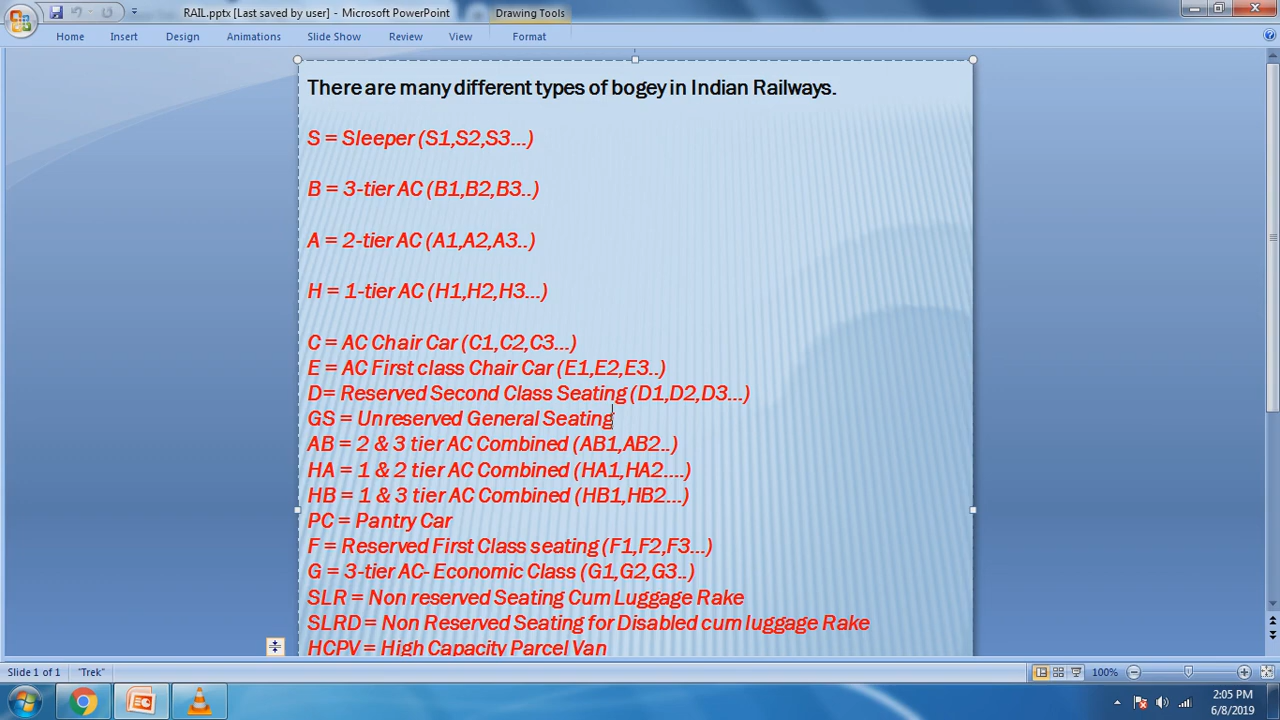 RAIL.pptx [Last saved by user] - Microsoft PowerPoint
Drawing Tools
Home Insert Design Animations Slide Show Review View Format
There are many different types of bogey in Indian Railways.
S = Sleeper (S1,S2,S3...)
B = 3-tier AC (B1,B2,B3..)
A = 2-tier AC (A1,A2,A3..)
H = 1-tier AC (H1,H2,H3...)
C = AC Chair Car (C1,C2,C3...)
E = AC First class Chair Car (E1,E2,E3..)
D= Reserved Second Class Seating (D1,D2,D3...)
GS = Unreserved General Seating
AB = 2 & 3 tier AC Combined (AB1,AB2..)
HA = 1 & 2 tier AC Combined (HA1,HA2....)
HB = 1 & 3 tier AC Combined (HB1,HB2...)
PC = Pantry Car
F = Reserved First Class seating (F1,F2,F3...)
G = 3-tier AC- Economic Class (G1,G2,G3..)
SLR = Non reserved Seating Cum Luggage Rake
SLRD = Non Reserved Seating for Disabled cum luggage Rake
HCPV = High Capacity Parcel Van
Slide 1 of 1 "Trek" 100%
2:05 PM
6/8/2019